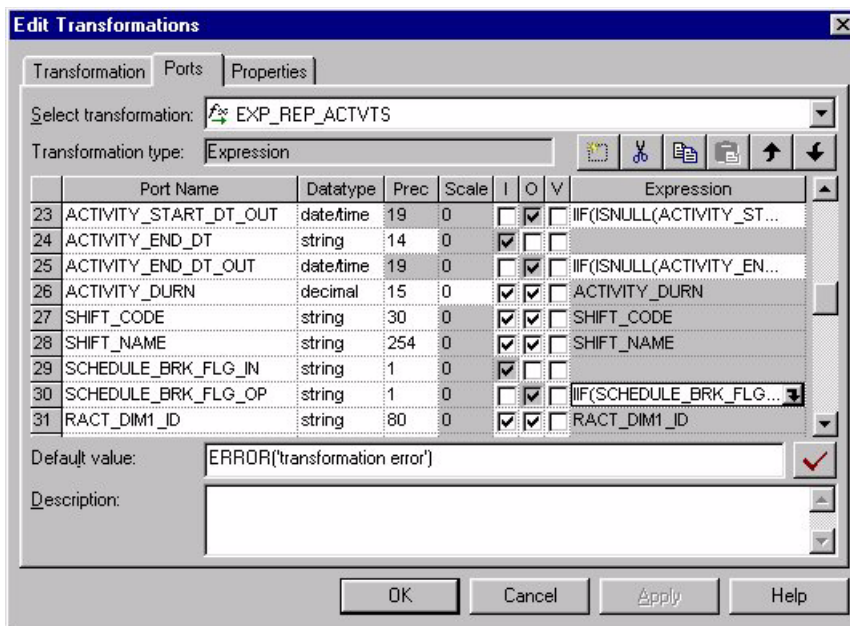 Edit Transformations
Transformation Ports Properties
Select transformation: EXP_REP_ACTVTS
Transformation type: Expression
Port Name Datatype Prec Scale I O V Expression
23 ACTIVITY_START_DT_OUT date/time 19 0 IIF(ISNULL(ACTIVITY_ST...
24 ACTIVITY_END_DT string 14 0
25 ACTIVITY_END_DT_OUT date/time 19 0 IIF(ISNULL(ACTIVITY_EN...
26 ACTIVITY_DURN decimal 15 0 ACTIVITY_DURN
27 SHIFT_CODE string 30 0 SHIFT_CODE
28 SHIFT_NAME string 254 0 SHIFT_NAME
29 SCHEDULE_BRK_FLG_IN string 1 0
30 SCHEDULE_BRK_FLG_OP string 1 0 IIF(SCHEDULE_BRK_FLG...
31 RACT_DIM1_ID string 80 0 RACT_DIM1_ID
Default value: ERROR('transformation error')
Description:
OK Cancel Apply Help